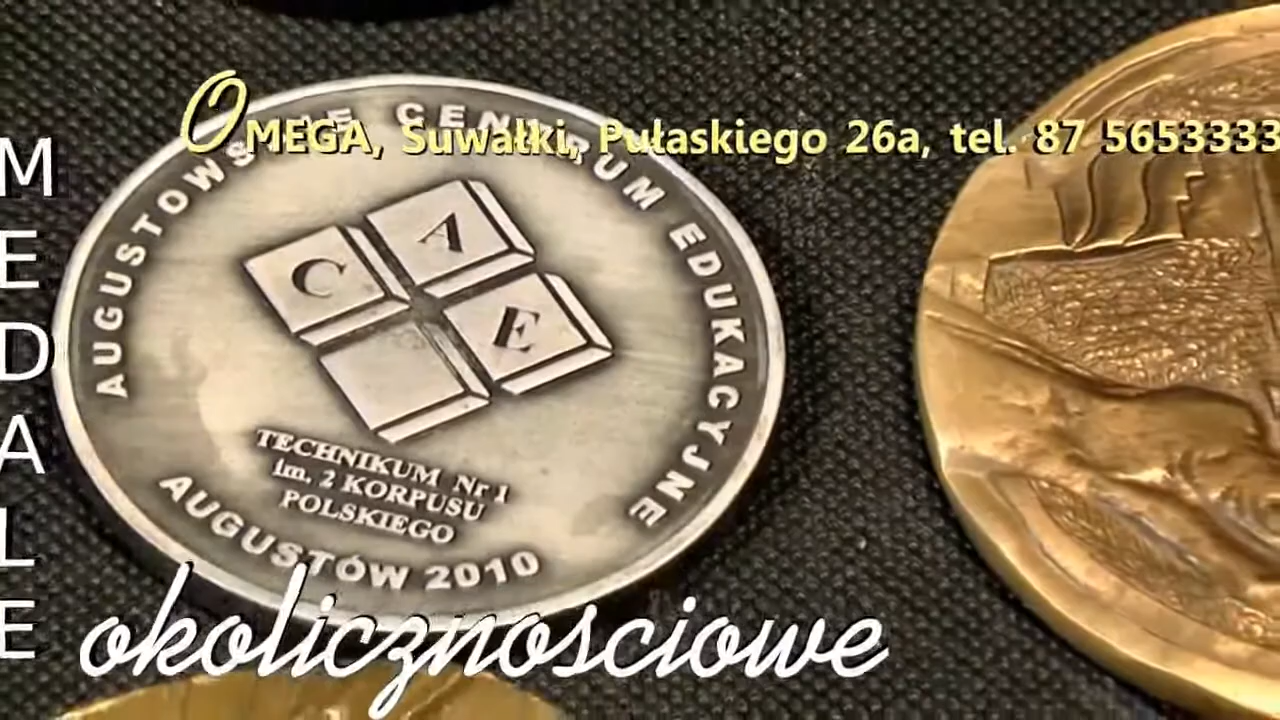 OMEGA, Suwałki, Pułaskiego 26a, tel. 87 5653333
MEDALE
okolicznosciowe
AUGUSTOWSKIE CENTRUM EDUKACYJNE
C A E
TECHNIKUM Nr 1
im. 2 KORPUSU
POLSKIEGO
AUGUSTÓW 2010